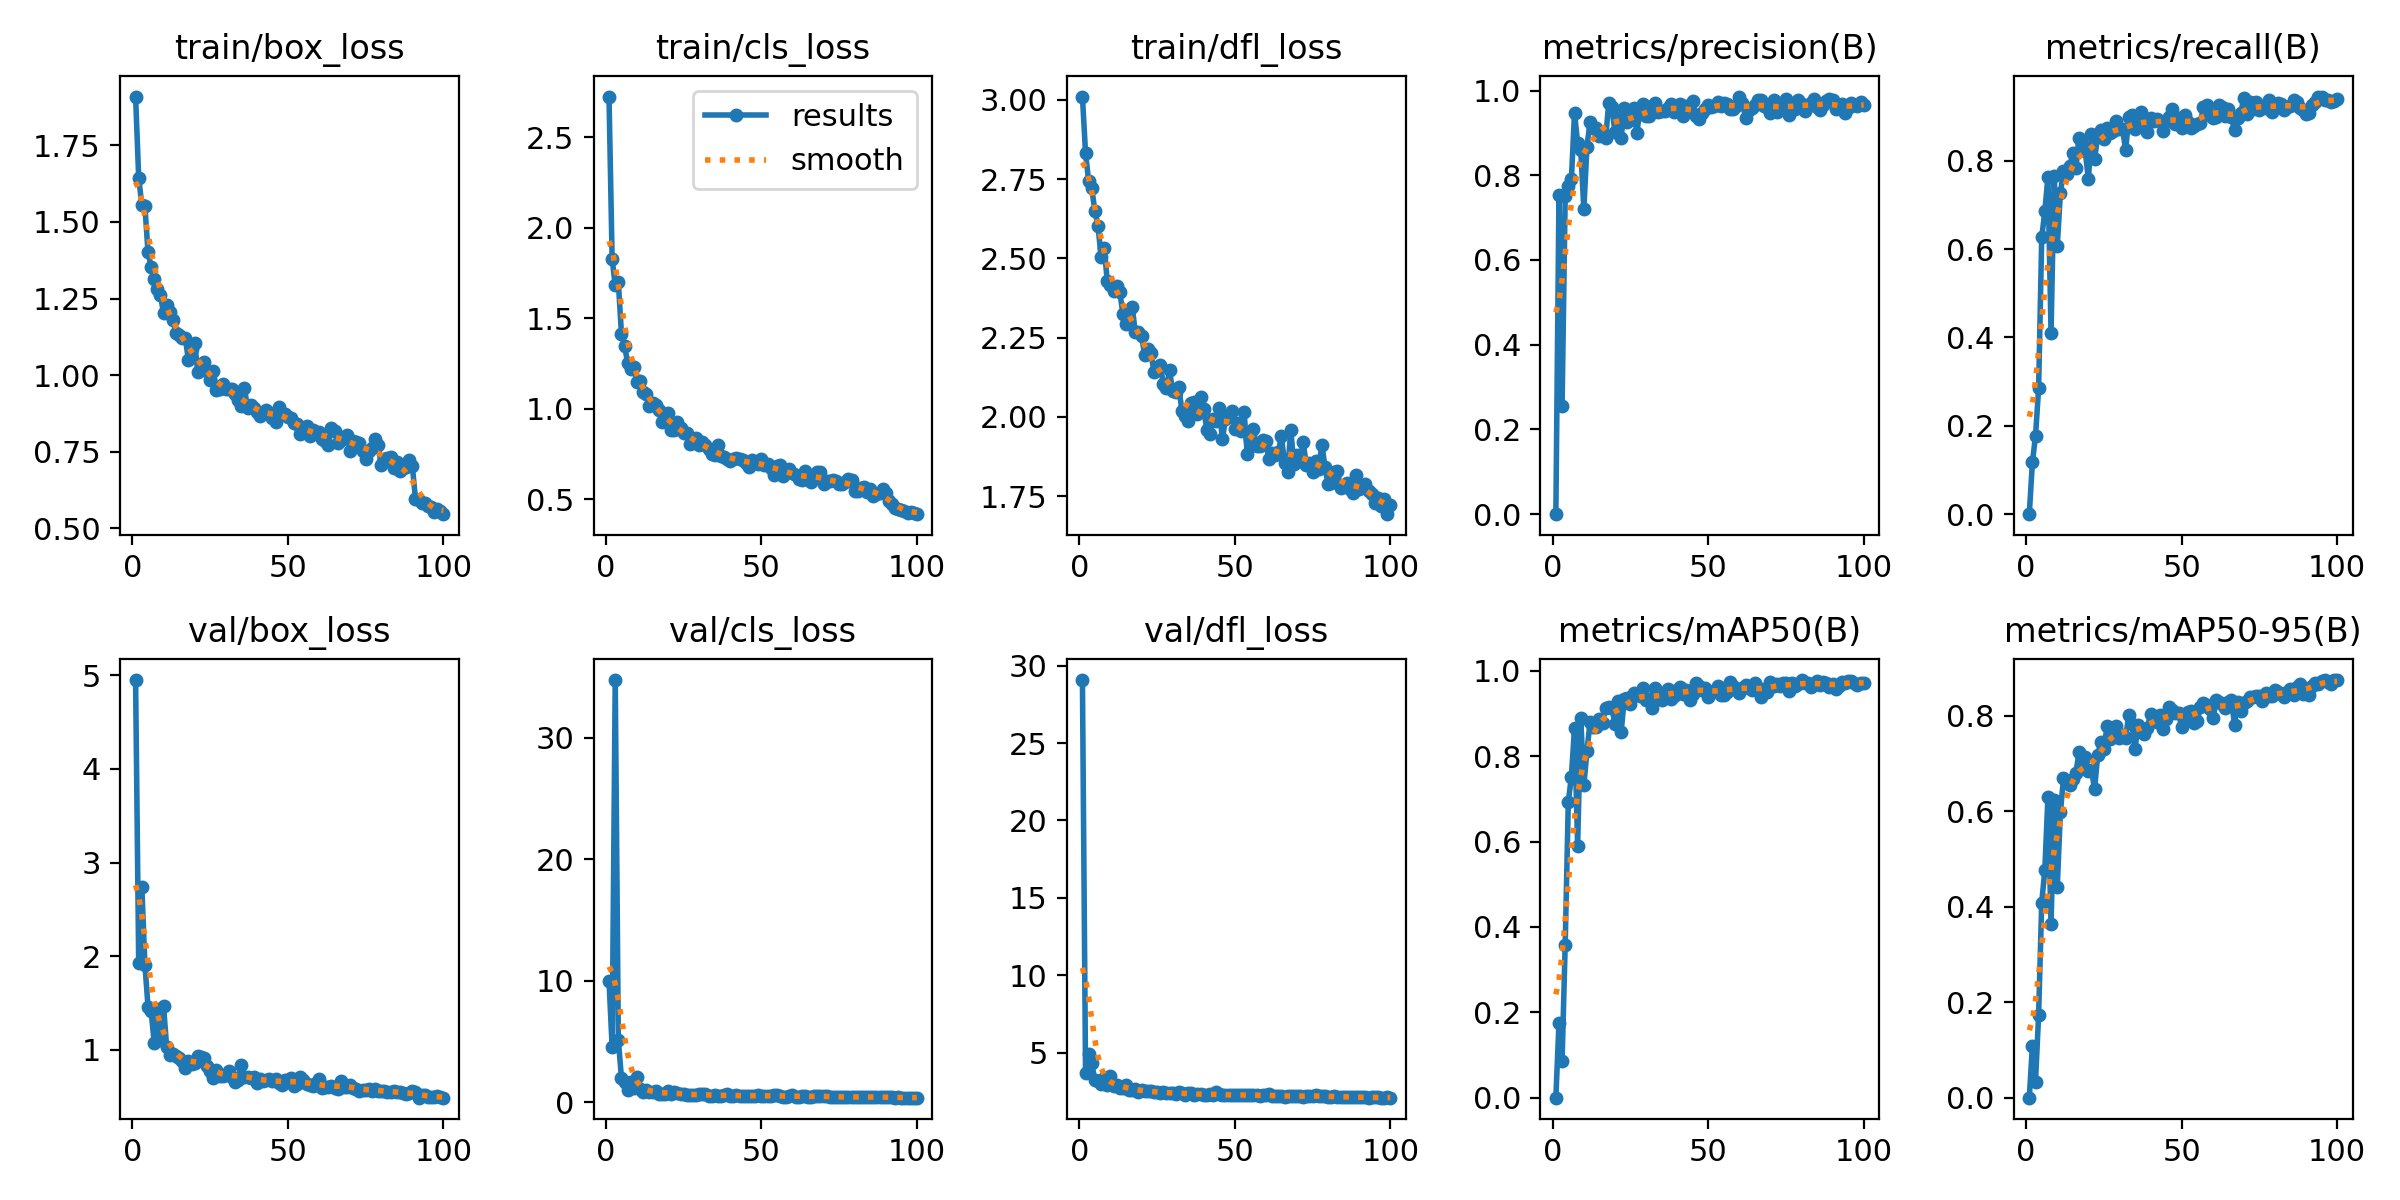 train/box_loss
1.75
1.50
1.25
1.00
0.75
0.50
0 50 100
train/cls_loss
results
smooth
2.5
2.0
1.5
1.0
0.5
0 50 100
train/dfl_loss
3.00
2.75
2.50
2.25
2.00
1.75
0 50 100
metrics/precision(B)
1.0
0.8
0.6
0.4
0.2
0.0
0 50 100
metrics/recall(B)
0.8
0.6
0.4
0.2
0.0
0 50 100
val/box_loss
5
4
3
2
1
0 50 100
val/cls_loss
30
20
10
0
0 50 100
val/dfl_loss
30
25
20
15
10
5
0 50 100
metrics/mAP50(B)
1.0
0.8
0.6
0.4
0.2
0.0
0 50 100
metrics/mAP50-95(B)
0.8
0.6
0.4
0.2
0.0
0 50 100